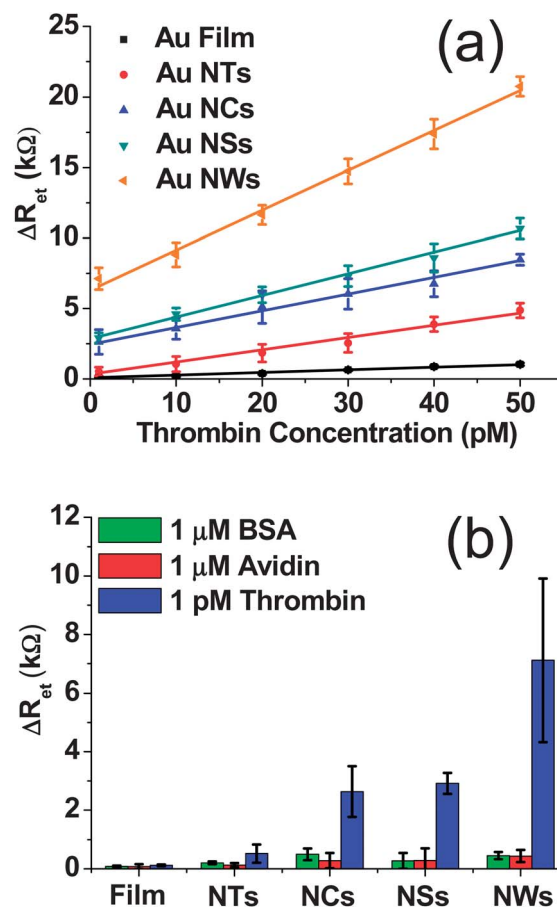 (a)
25
20
15
10
5
0
ΔRet (kΩ)
Au Film
Au NTs
Au NCs
Au NSs
Au NWs
0 10 20 30 40 50
Thrombin Concentration (pM)
(b)
12
10
8
6
4
2
0
ΔRet (kΩ)
1 μM BSA
1 μM Avidin
1 pM Thrombin
Film NTs NCs NSs NWs